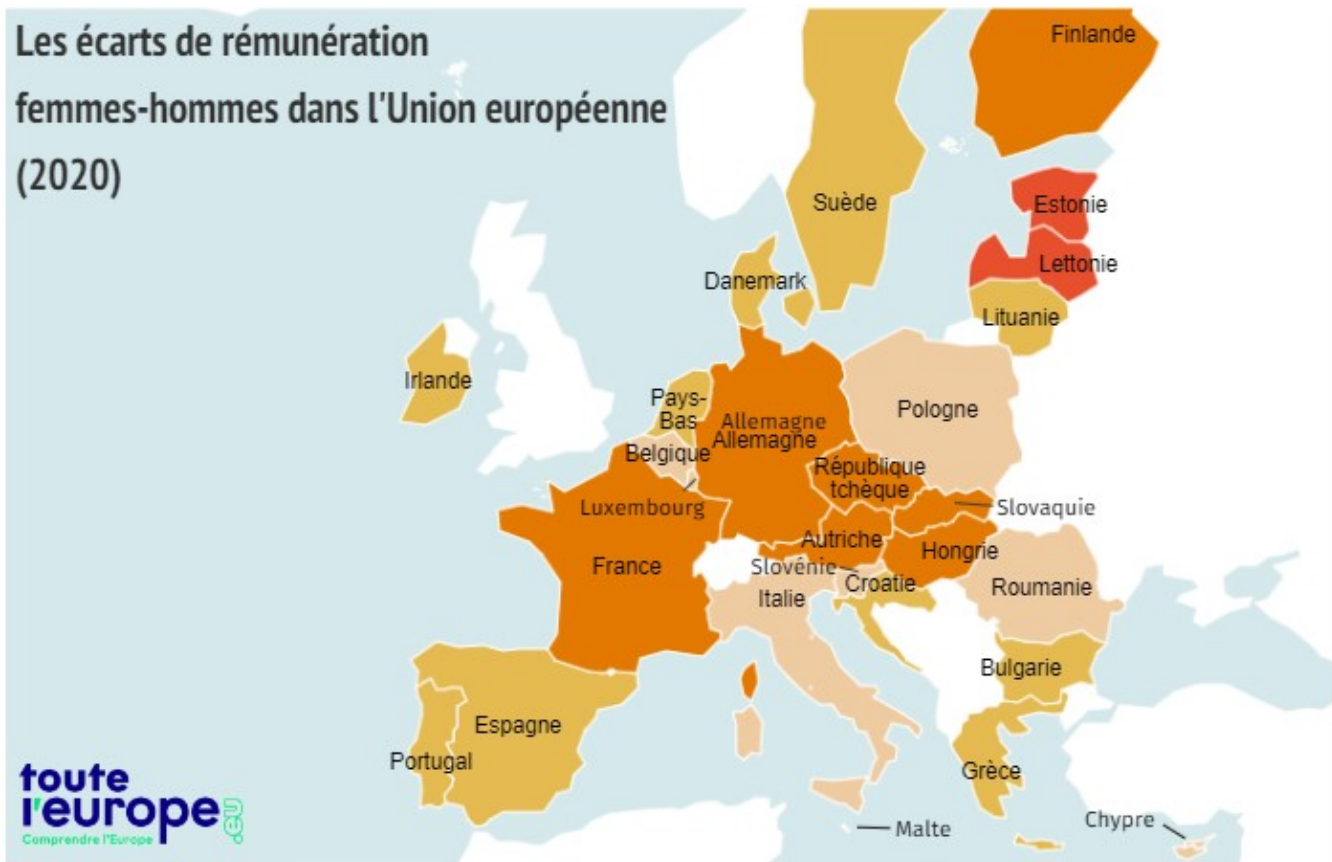 Les écarts de rémunération
femmes-hommes dans l'Union européenne
(2020)
Finlande
Suède
Estonie
Lettonie
Lituanie
Danemark
Irlande
Pays-
Bas
Allemagne
Allemagne
Pologne
Belgique
République
tchèque
Luxembourg
Slovaquie
Autriche
Hongrie
France
Slovénie
Croatie
Italie
Roumanie
Bulgarie
Espagne
Portugal
Grèce
Malte
Chypre
toute
l'europe
.eu
Comprendre l'Europe